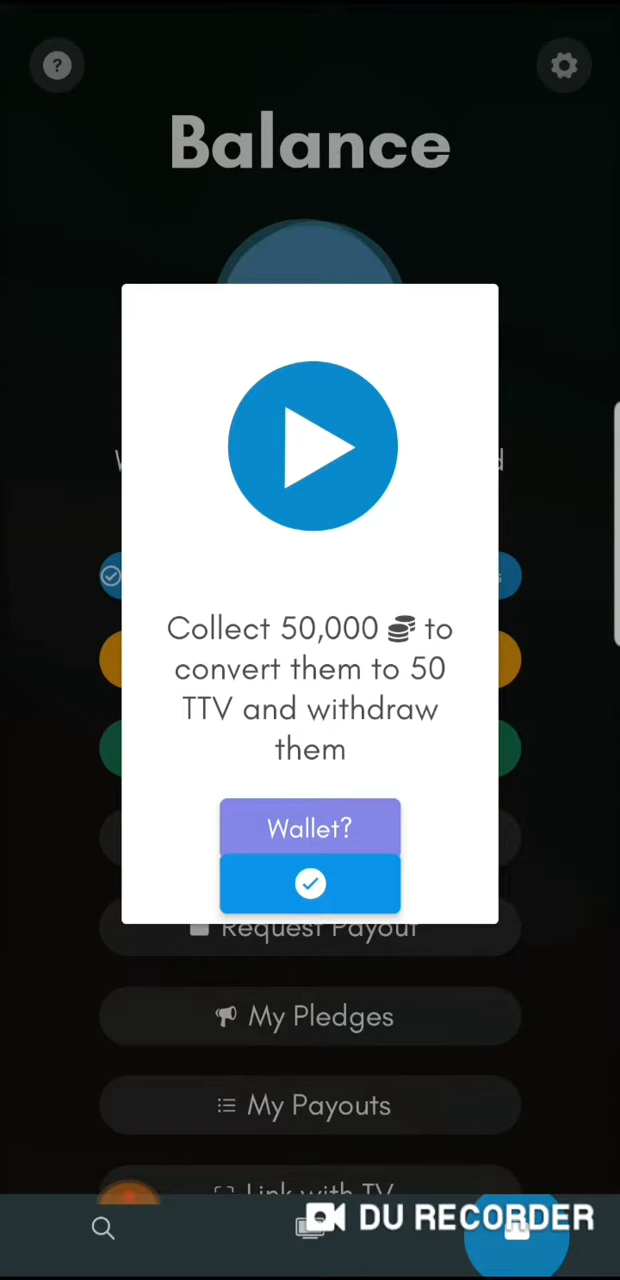 Balance
Collect 50,000 to
convert them to 50
TTV and withdraw
them
Wallet?
Request Payout
My Pledges
My Payouts
Link with TV
DU RECORDER